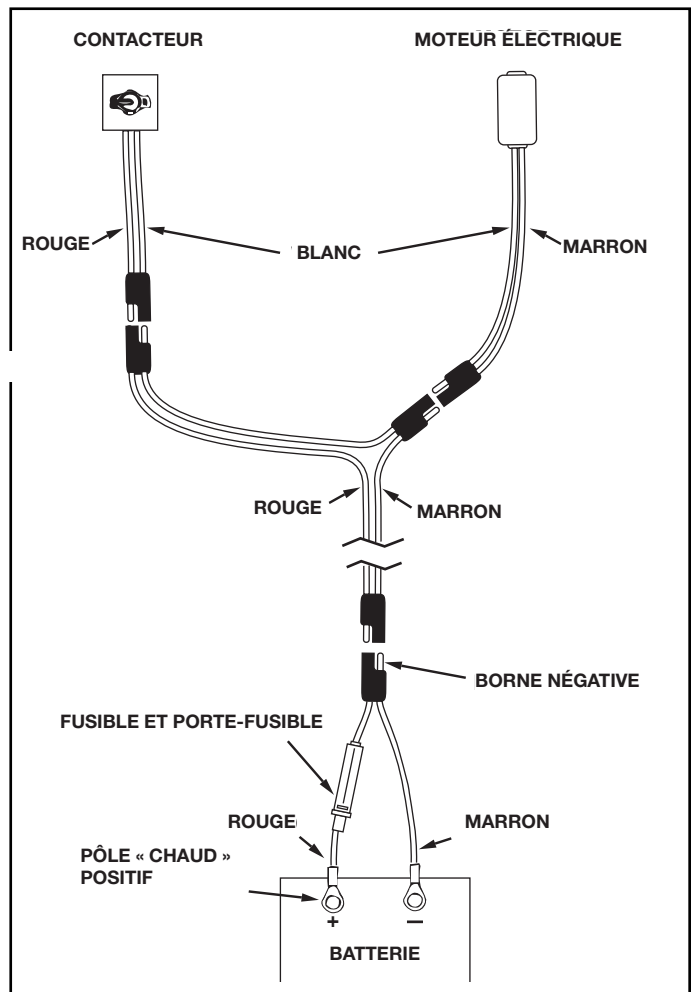 CONTACTEUR
MOTEUR ÉLECTRIQUE
ROUGE
BLANC
MARRON
ROUGE
MARRON
BORNE NÉGATIVE
FUSIBLE ET PORTE-FUSIBLE
ROUGE
MARRON
PÔLE « CHAUD »
POSITIF
+
—
BATTERIE